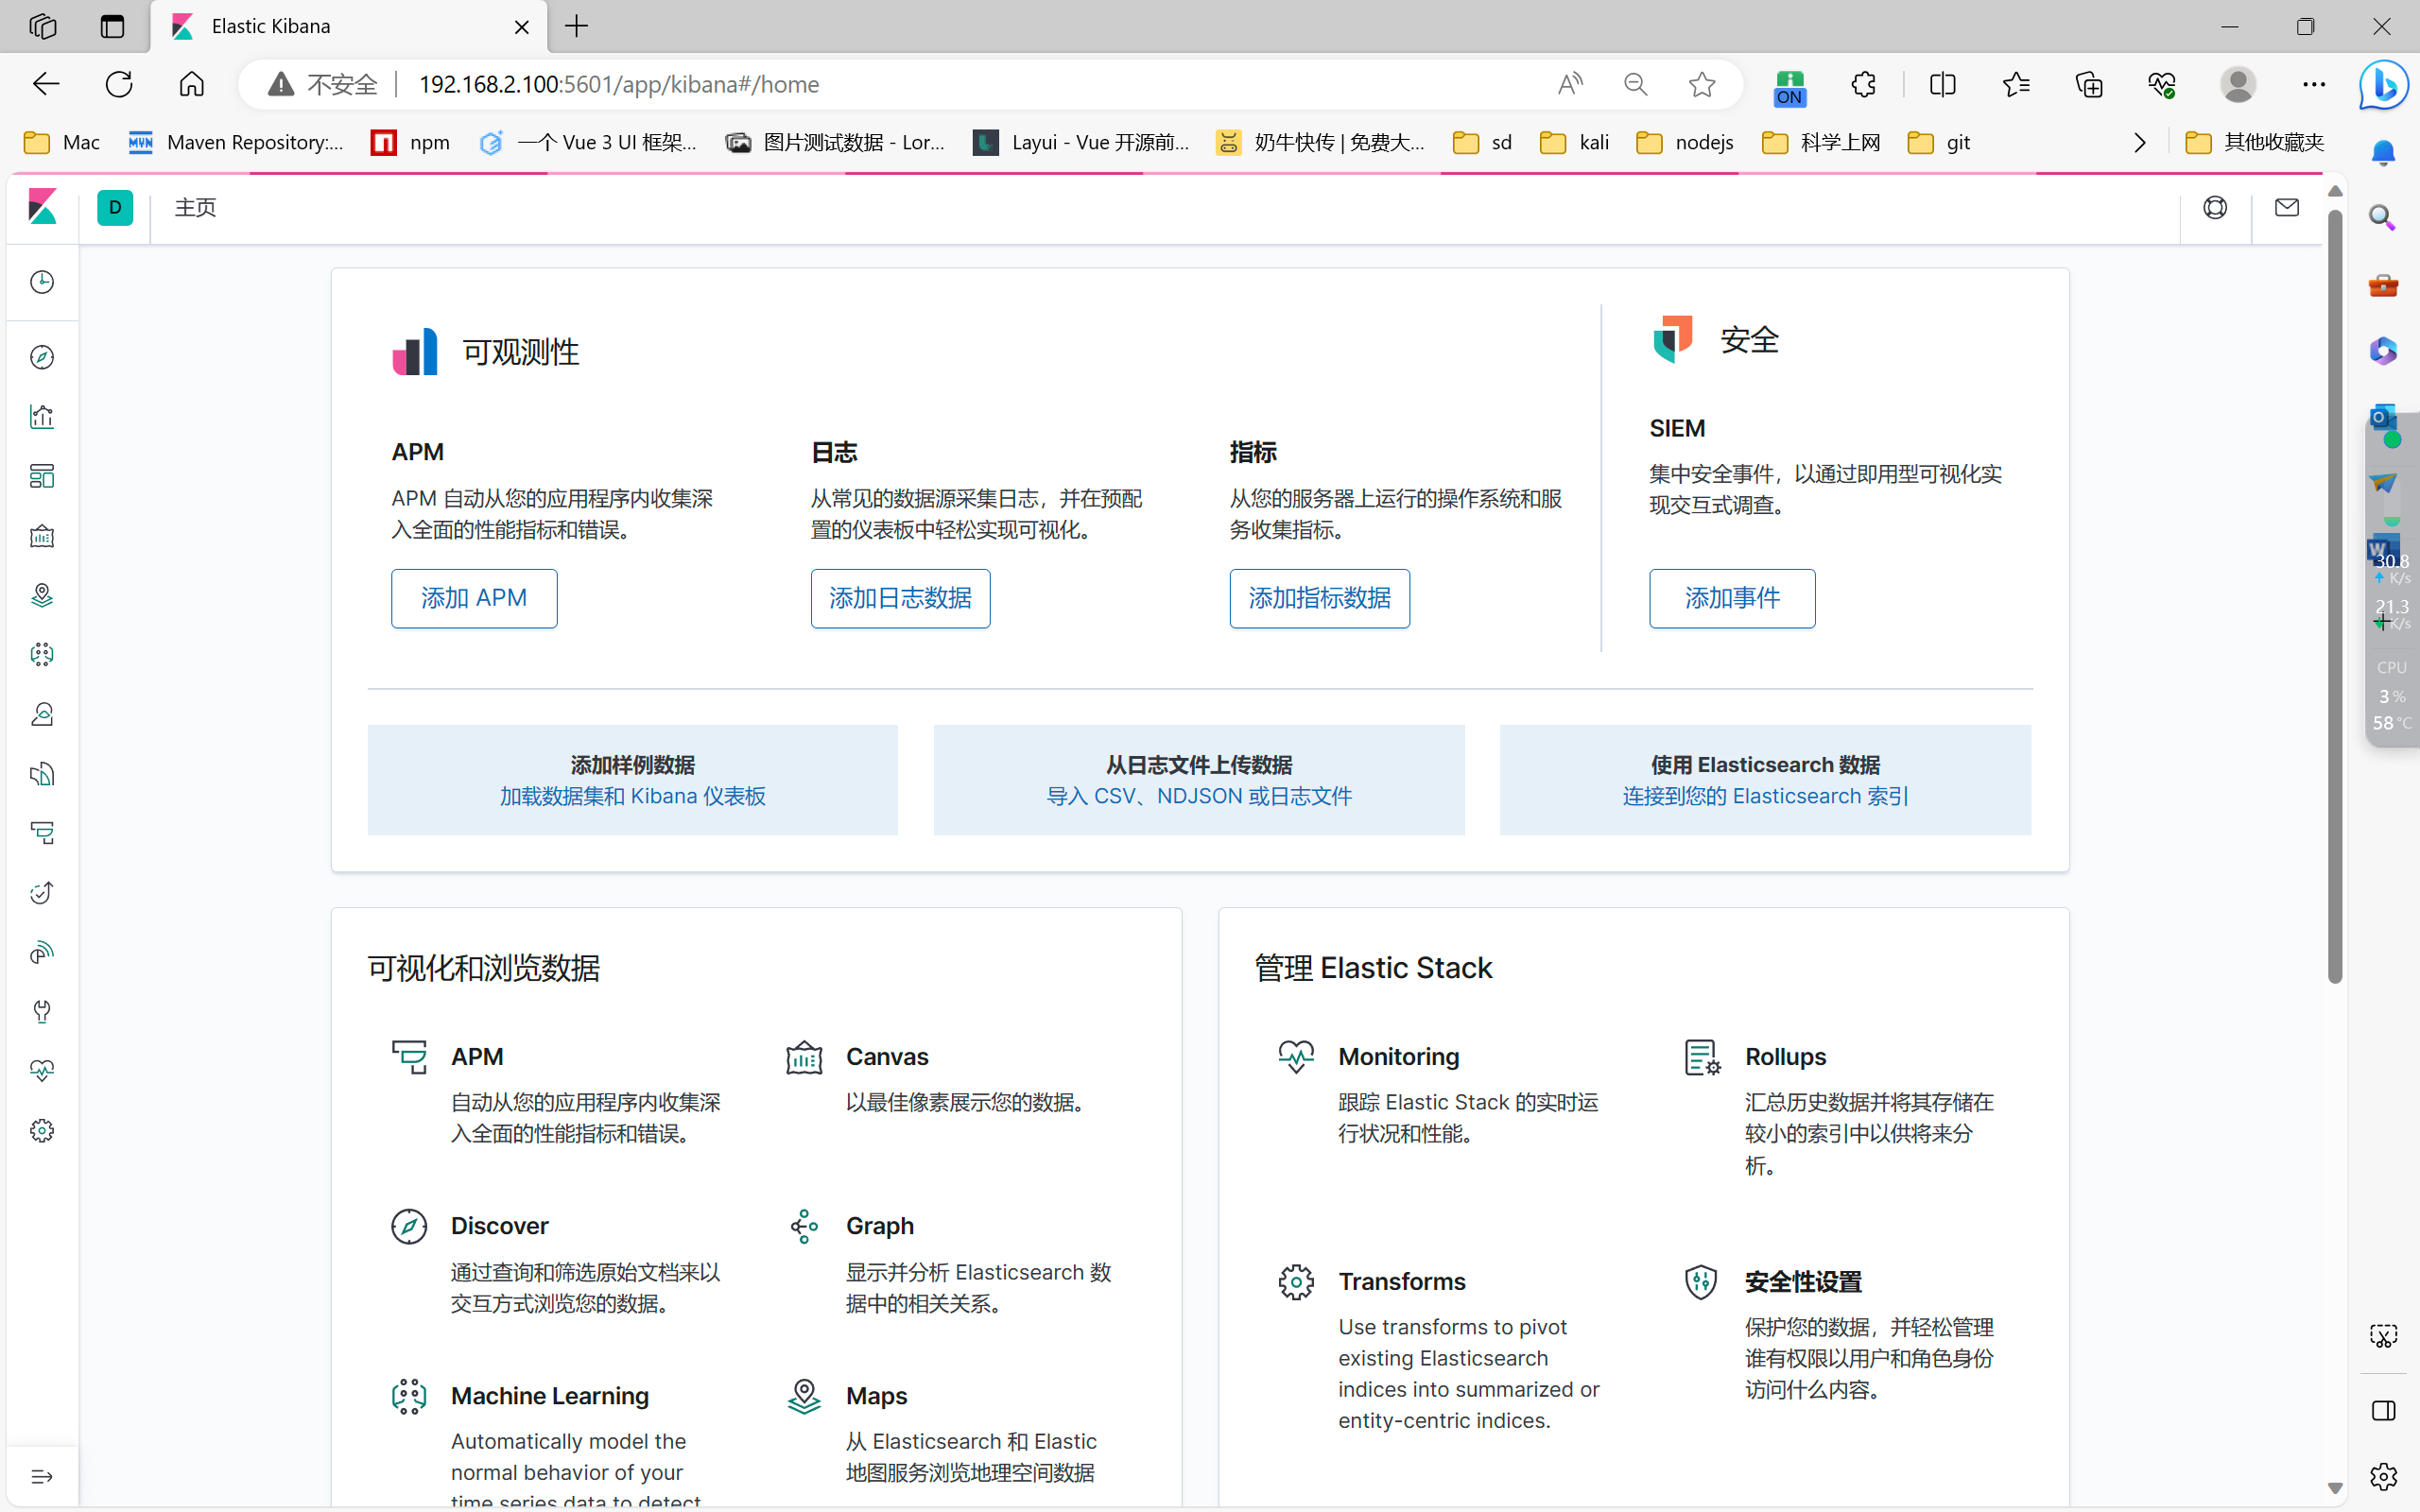 Elastic Kibana
不安全
192.168.2.100:5601/app/kibana#/home
ON
Mac
MVN
Maven Repository:...
npm
一个 Vue 3 UI 框架...
图片测试数据 - Lor...
Layui - Vue 开源前...
奶牛快传 | 免费大...
sd
kali
nodejs
科学上网
git
其他收藏夹
D
主页
可观测性
安全
APM
APM 自动从您的应用程序内收集深
入全面的性能指标和错误。
添加 APM
日志
从常见的数据源采集日志，并在预配
置的仪表板中轻松实现可视化。
添加日志数据
指标
从您的服务器上运行的操作系统和服
务收集指标。
添加指标数据
SIEM
集中安全事件，以通过即用型可视化实
现交互式调查。
添加事件
添加样例数据
加载数据集和 Kibana 仪表板
从日志文件上传数据
导入 CSV、NDJSON 或日志文件
使用 Elasticsearch 数据
连接到您的 Elasticsearch 索引
可视化和浏览数据
APM
自动从您的应用程序内收集深
入全面的性能指标和错误。
Canvas
以最佳像素展示您的数据。
Discover
通过查询和筛选原始文档来以
交互方式浏览您的数据。
Graph
显示并分析 Elasticsearch 数
据中的相关关系。
Machine Learning
Automatically model the
normal behavior of your
time series data to detect
Maps
从 Elasticsearch 和 Elastic
地图服务浏览地理空间数据
管理 Elastic Stack
Monitoring
跟踪 Elastic Stack 的实时运
行状况和性能。
Rollups
汇总历史数据并将其存储在
较小的索引中以供将来分
析。
Transforms
Use transforms to pivot
existing Elasticsearch
indices into summarized or
entity-centric indices.
安全性设置
保护您的数据，并轻松管理
谁有权限以用户和角色身份
访问什么内容。
30.8
K/s
21.3
K/s
CPU
3 %
58 °C